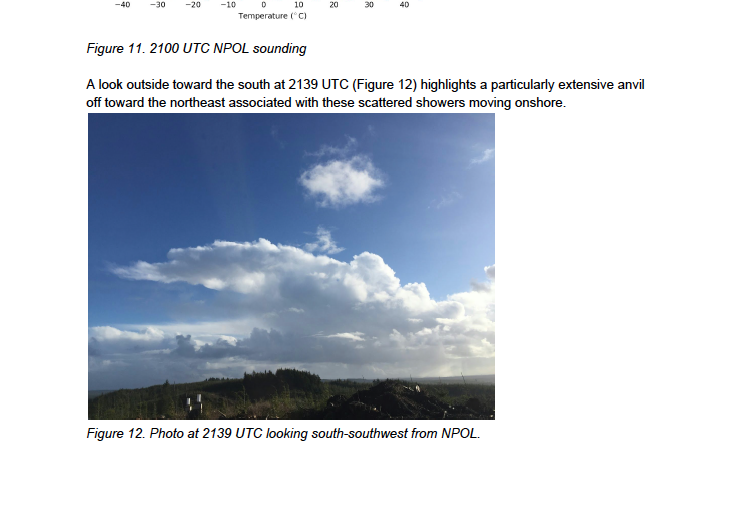 -40 -30 -20 -10 0 10 20 30 40
Temperature (°C)
Figure 11. 2100 UTC NPOL sounding
A look outside toward the south at 2139 UTC (Figure 12) highlights a particularly extensive anvil
off toward the northeast associated with these scattered showers moving onshore.
Figure 12. Photo at 2139 UTC looking south-southwest from NPOL.